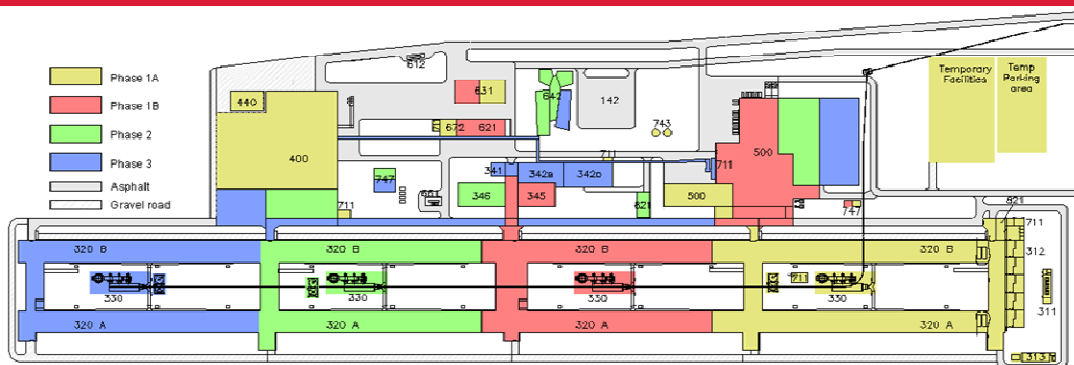 612
Phase 1A
Phase 1B
Phase 2
Phase 3
Asphalt
Gravel road
440
400
631
672
621
642
142
743
711
500
Temporary
Facilities
Temp
Parking
area
747
711
341
342a
342b
711
346
345
821
500
747
821
711
312
311
313
320 B
320 B
320 B
320 B
330
330
330
711
330
320 A
320 A
320 A
320 A